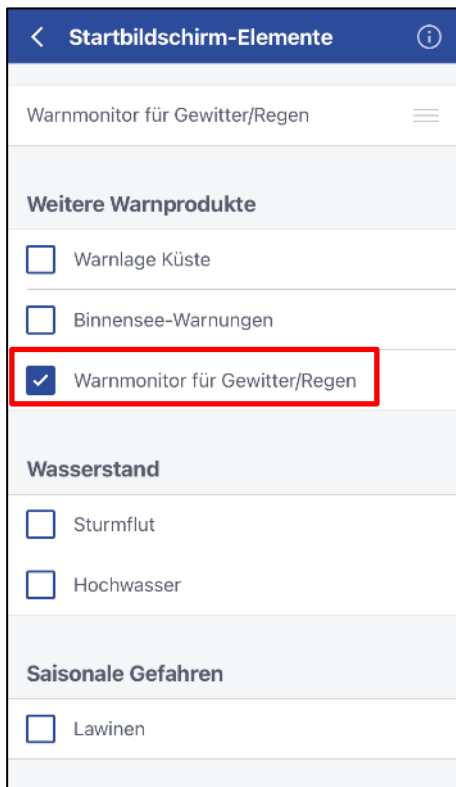 Startbildschirm-Elemente
Warnmonitor für Gewitter/Regen
Weitere Warnprodukte
Warnlage Küste
Binnensee-Warnungen
Warnmonitor für Gewitter/Regen
Wasserstand
Sturmflut
Hochwasser
Saisonale Gefahren
Lawinen